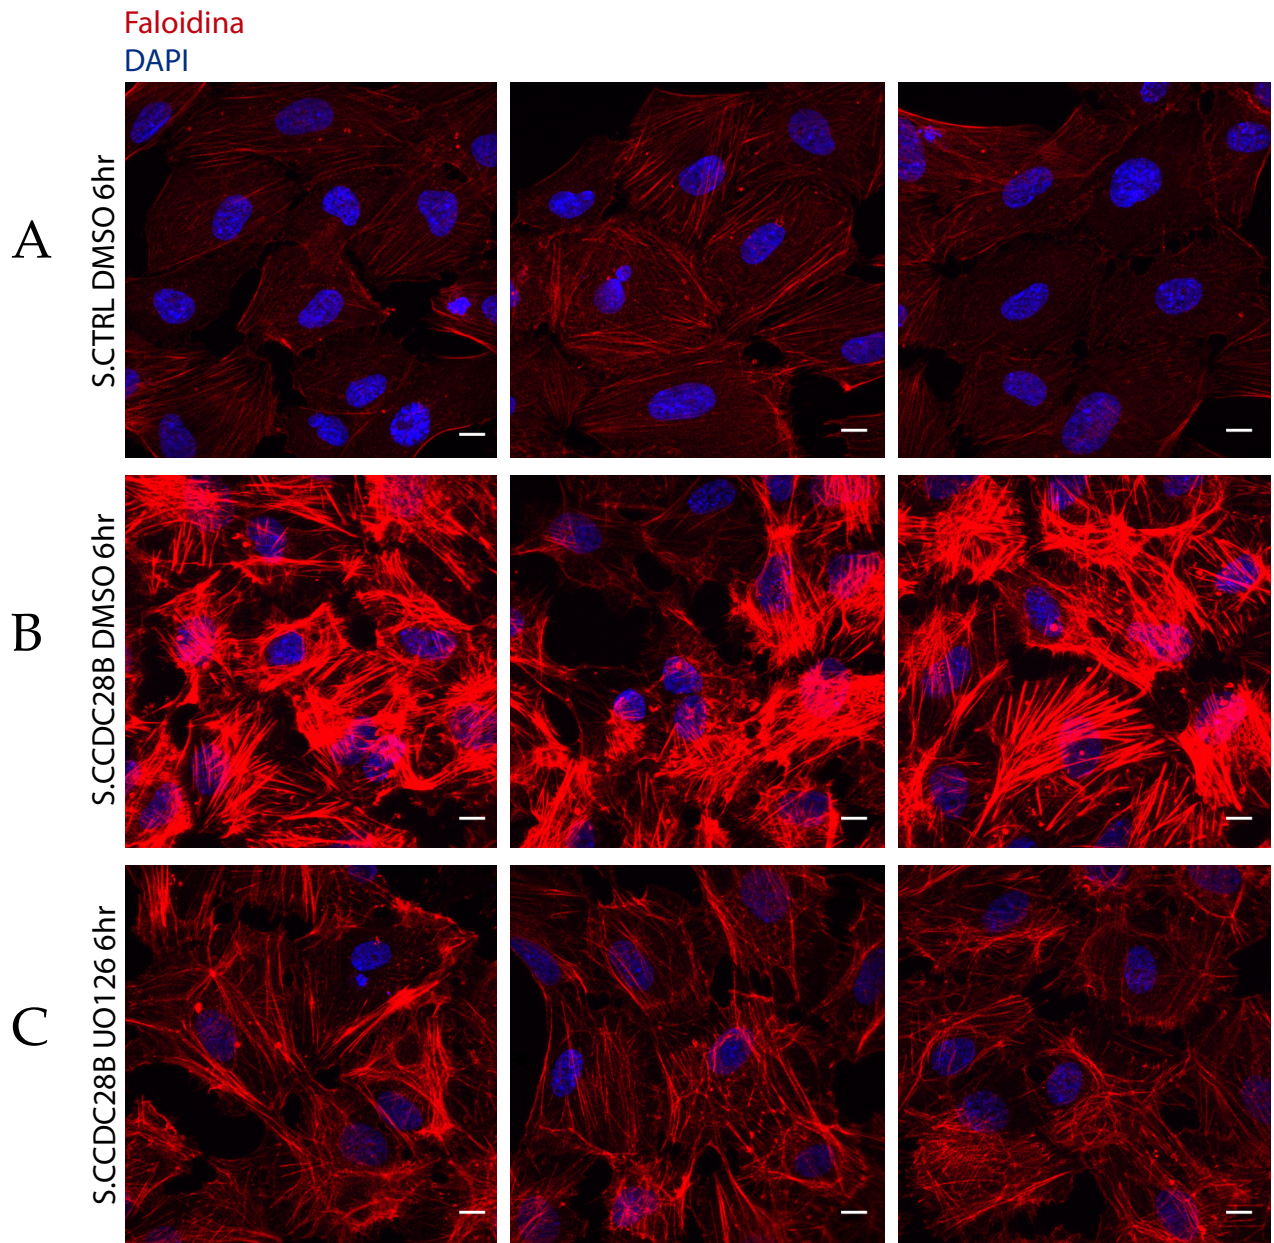 Faloidina
DAPI
A
S.CTRL DMSO 6hr
B
S.CCDC28B DMSO 6hr
C
S.CCDC28B UO126 6hr